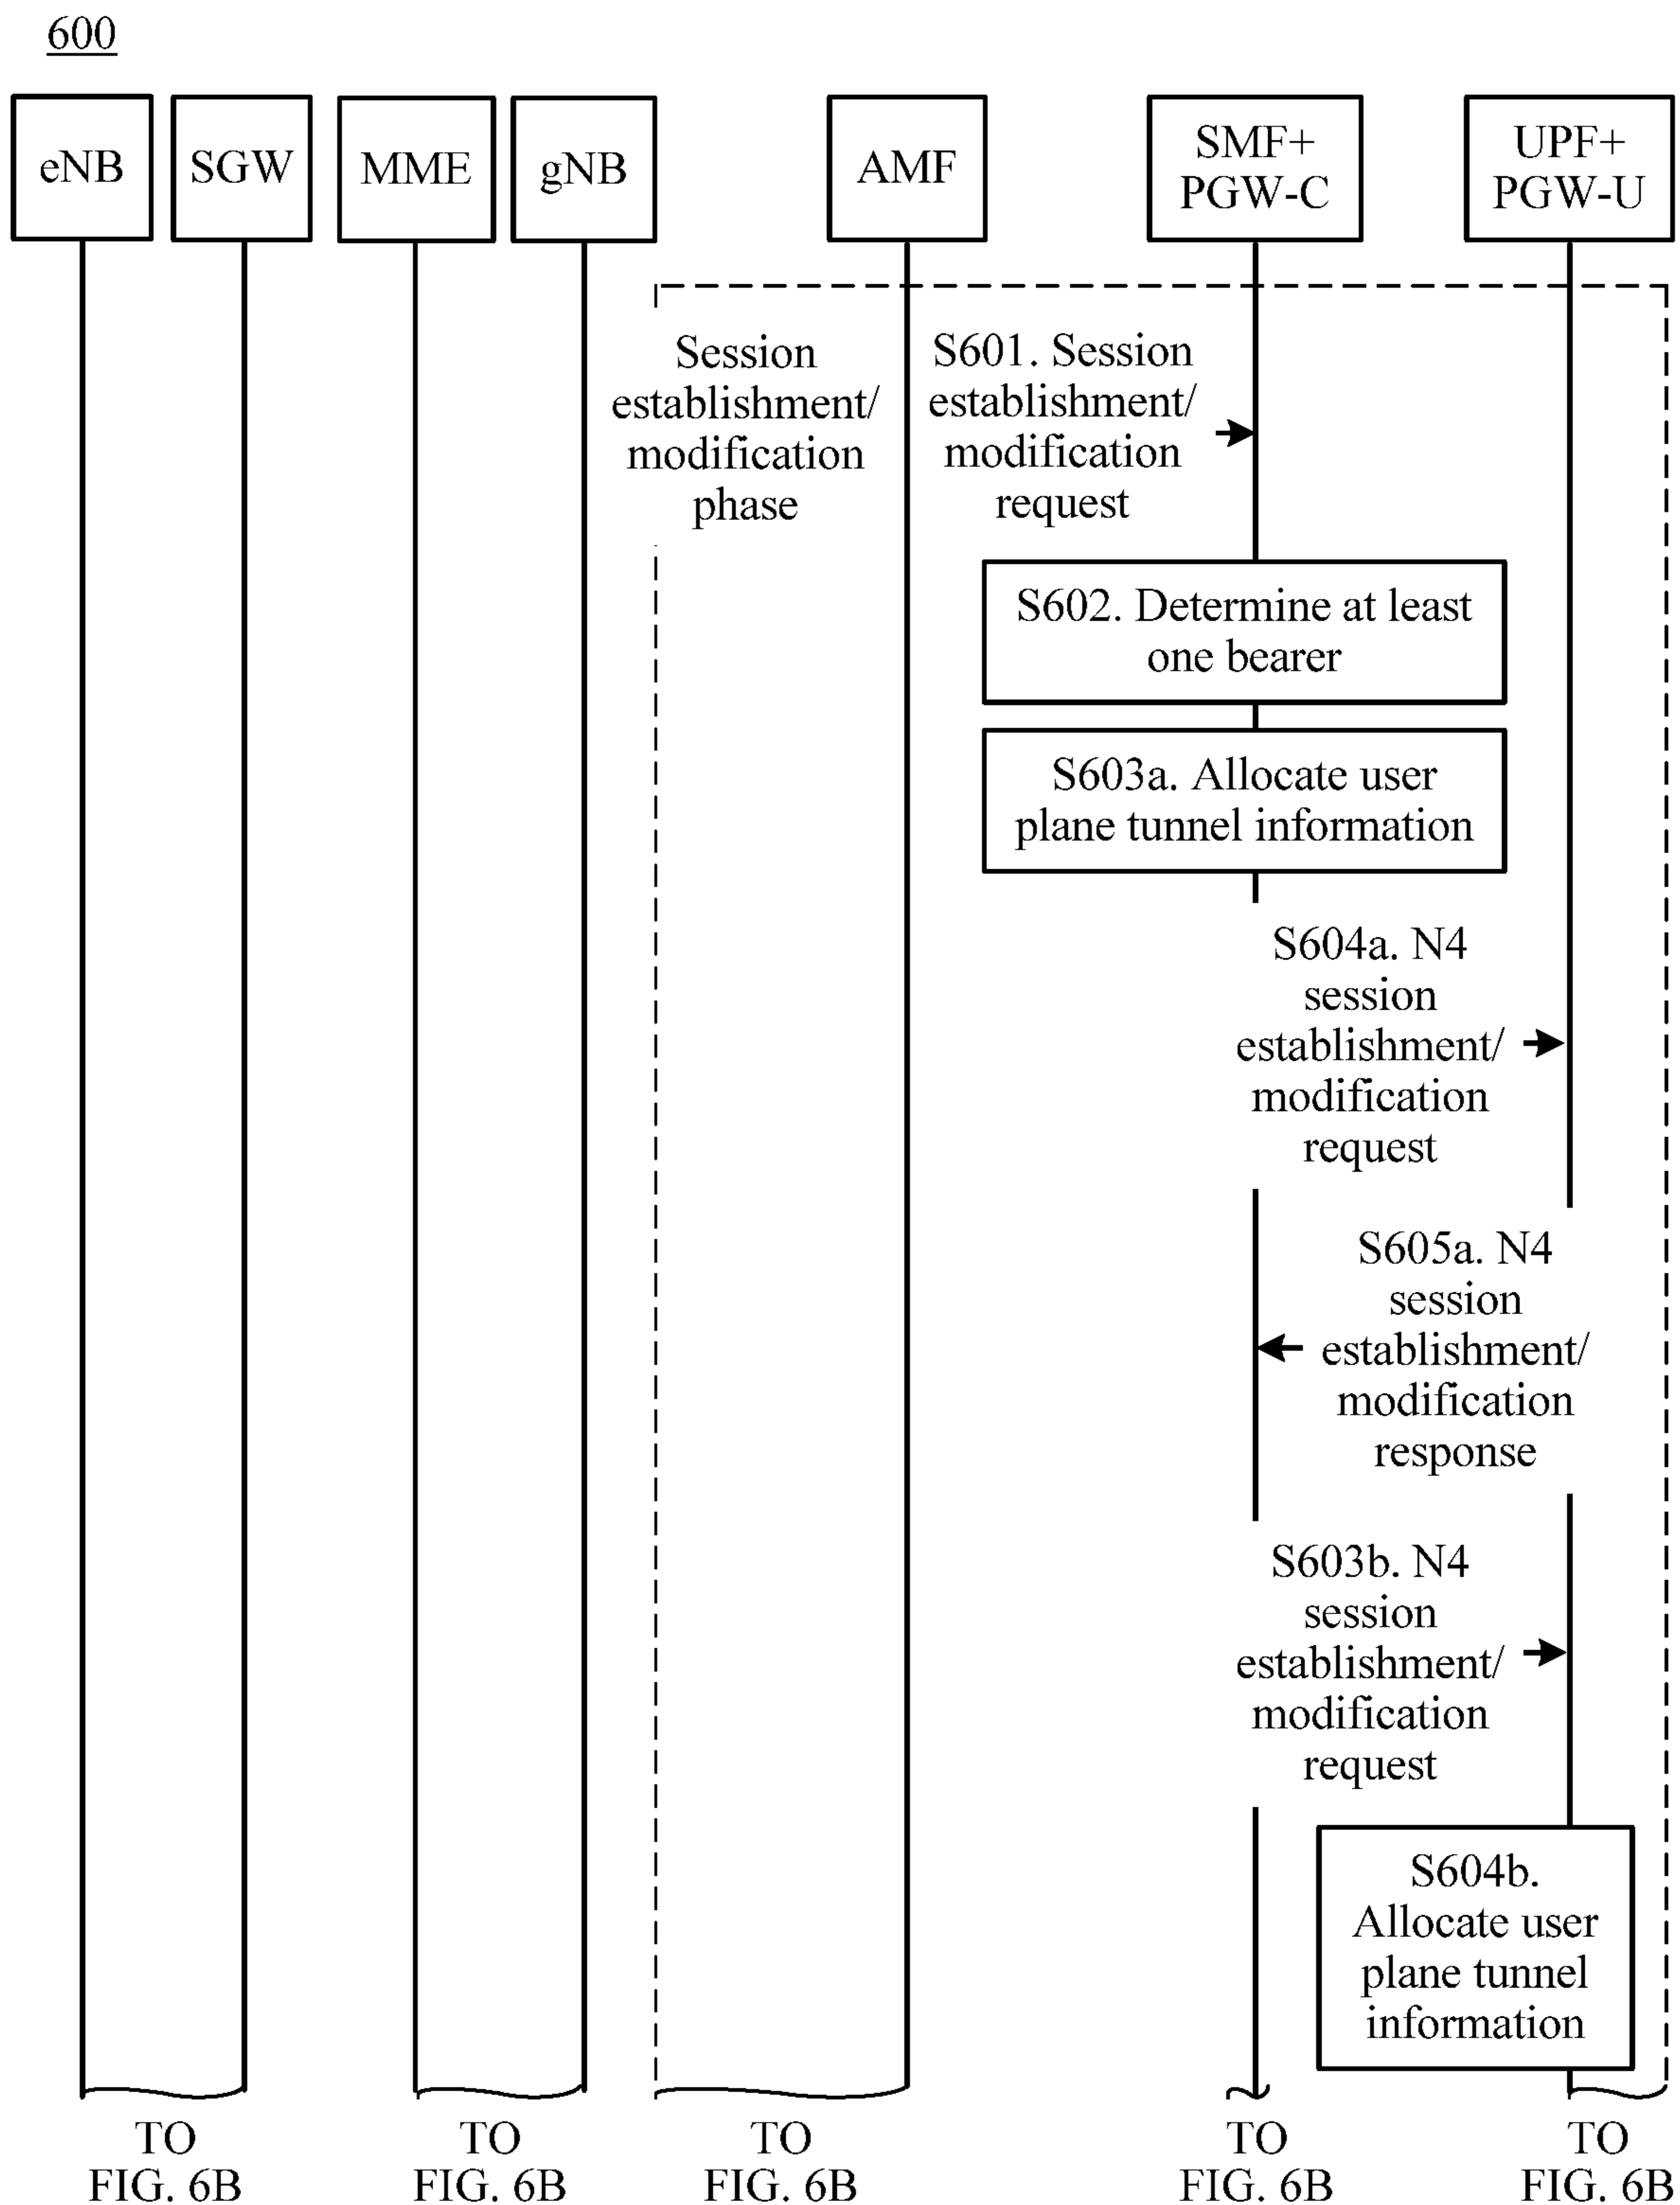 600
eNB
SGW
MME
gNB
AMF
SMF+
PGW-C
UPF+
PGW-U
Session
establishment/
modification
phase
S601. Session
establishment/
modification
request
S602. Determine at least
one bearer
S603a. Allocate user
plane tunnel information
S604a. N4
session
establishment/
modification
request
S605a. N4
session
establishment/
modification
response
S603b. N4
session
establishment/
modification
request
S604b.
Allocate user
plane tunnel
information
TO
FIG. 6B
TO
FIG. 6B
TO
FIG. 6B
TO
FIG. 6B
TO
FIG. 6B